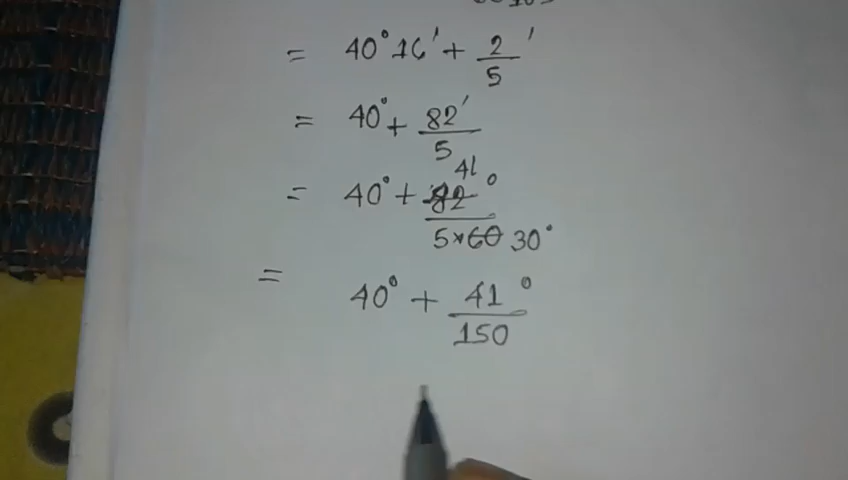 = 40° 16' + 2/5 '
= 40° + 82'/5
= 40° + 82°/5×60 41 30°
= 40° + 41°/150